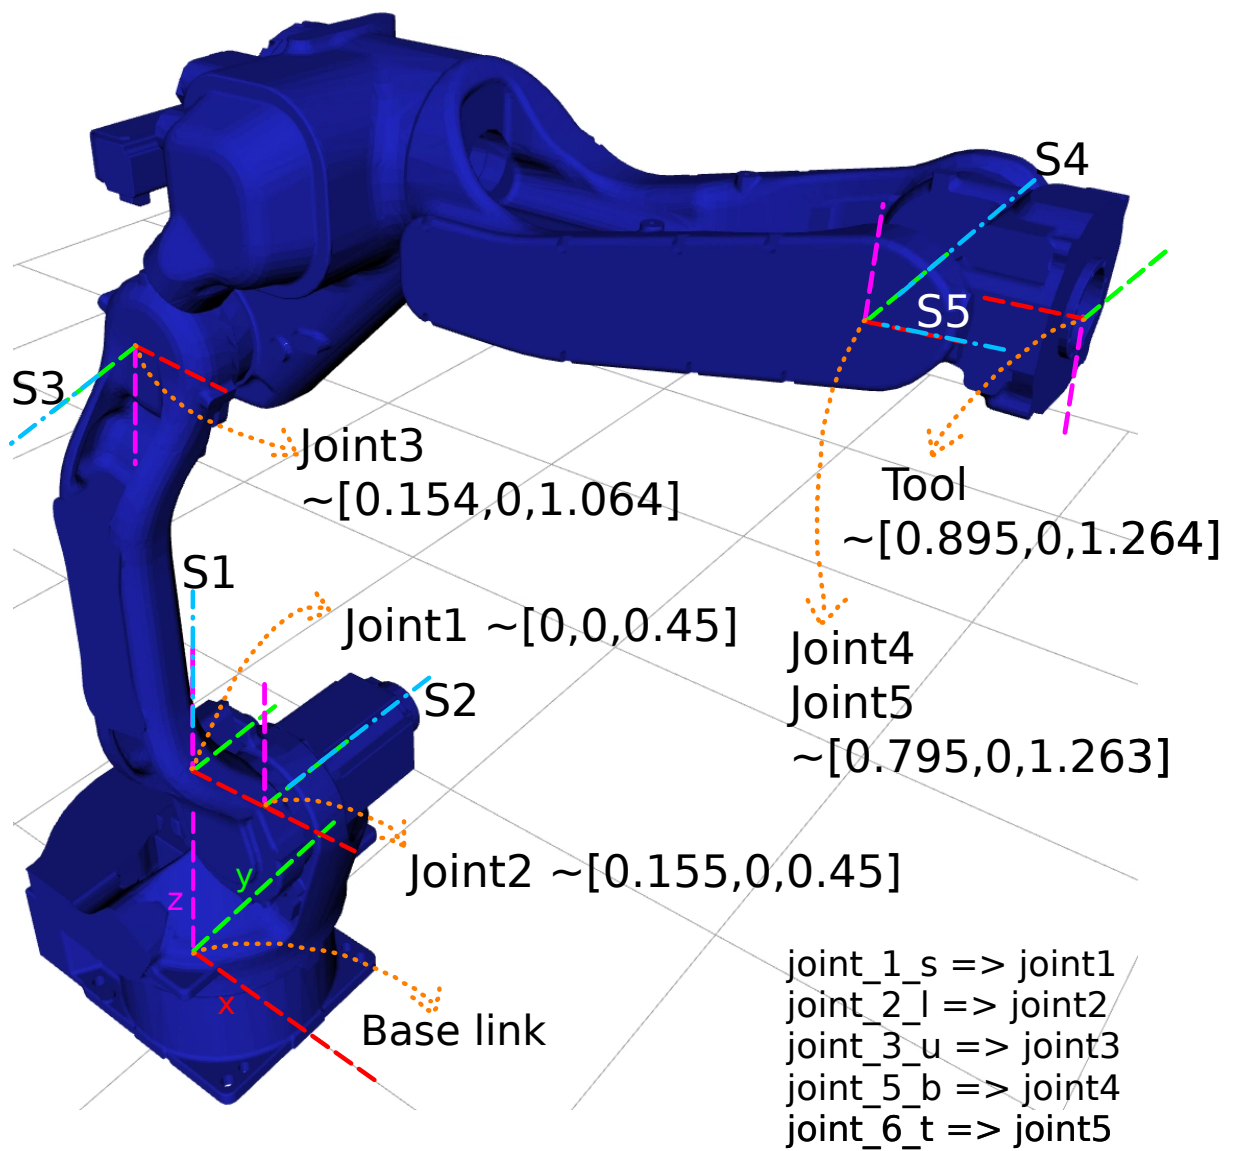 S4
S5
S3
Joint3
~[0.154,0,1.064]
Tool
~[0.895,0,1.264]
S1
Joint1 ~[0,0,0.45]
Joint4
Joint5
~[0.795,0,1.263]
S2
Joint2 ~[0.155,0,0.45]
y
z
x
Base link
joint_1_s => joint1
joint_2_l => joint2
joint_3_u => joint3
joint_5_b => joint4
joint_6_t => joint5